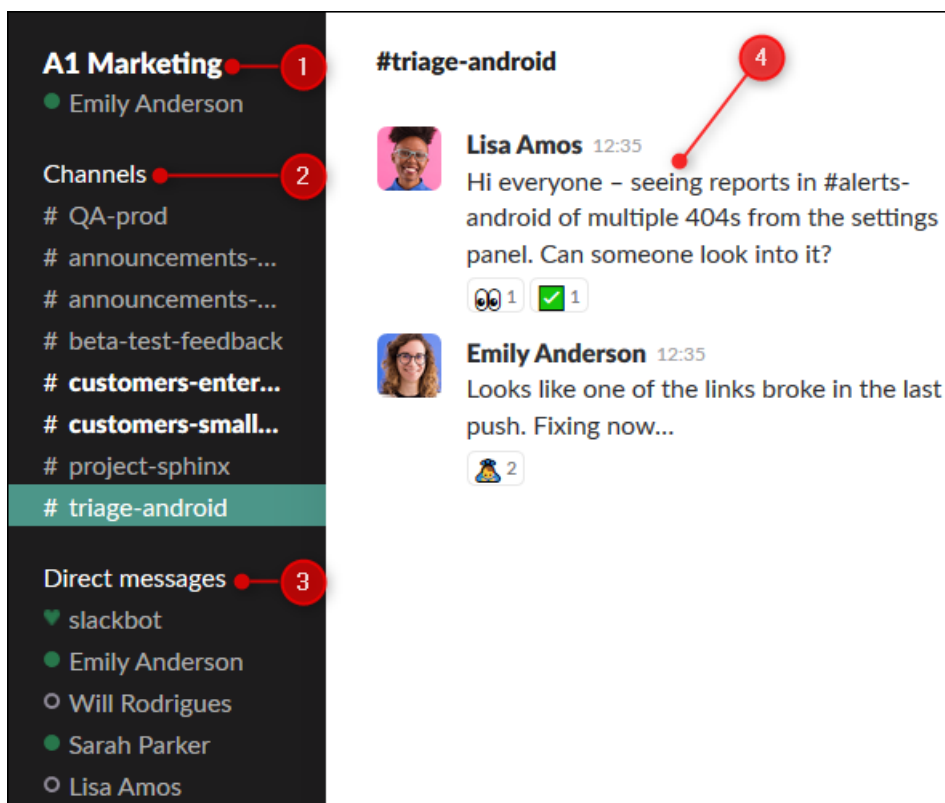 A1 Marketing
1
Emily Anderson
Channels
2
# QA-prod
# announcements-...
# announcements-...
# beta-test-feedback
# customers-enter...
# customers-small...
# project-sphinx
# triage-android
Direct messages
3
slackbot
Emily Anderson
Will Rodrigues
Sarah Parker
Lisa Amos
#triage-android
4
Lisa Amos 12:35
Hi everyone – seeing reports in #alerts-
android of multiple 404s from the settings
panel. Can someone look into it?
1 1
Emily Anderson 12:35
Looks like one of the links broke in the last
push. Fixing now...
2